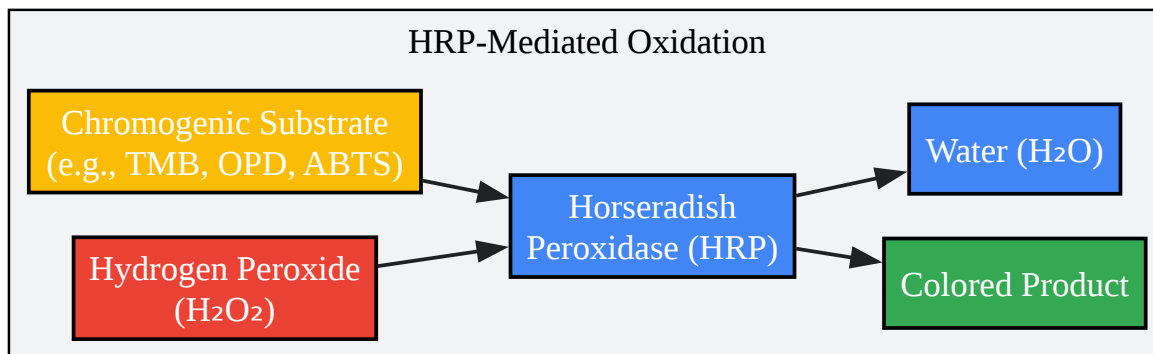 HRP-Mediated Oxidation
Chromogenic Substrate
(e.g., TMB, OPD, ABTS)
Hydrogen Peroxide
(H₂O₂)
Horseradish
Peroxidase (HRP)
Water (H₂O)
Colored Product